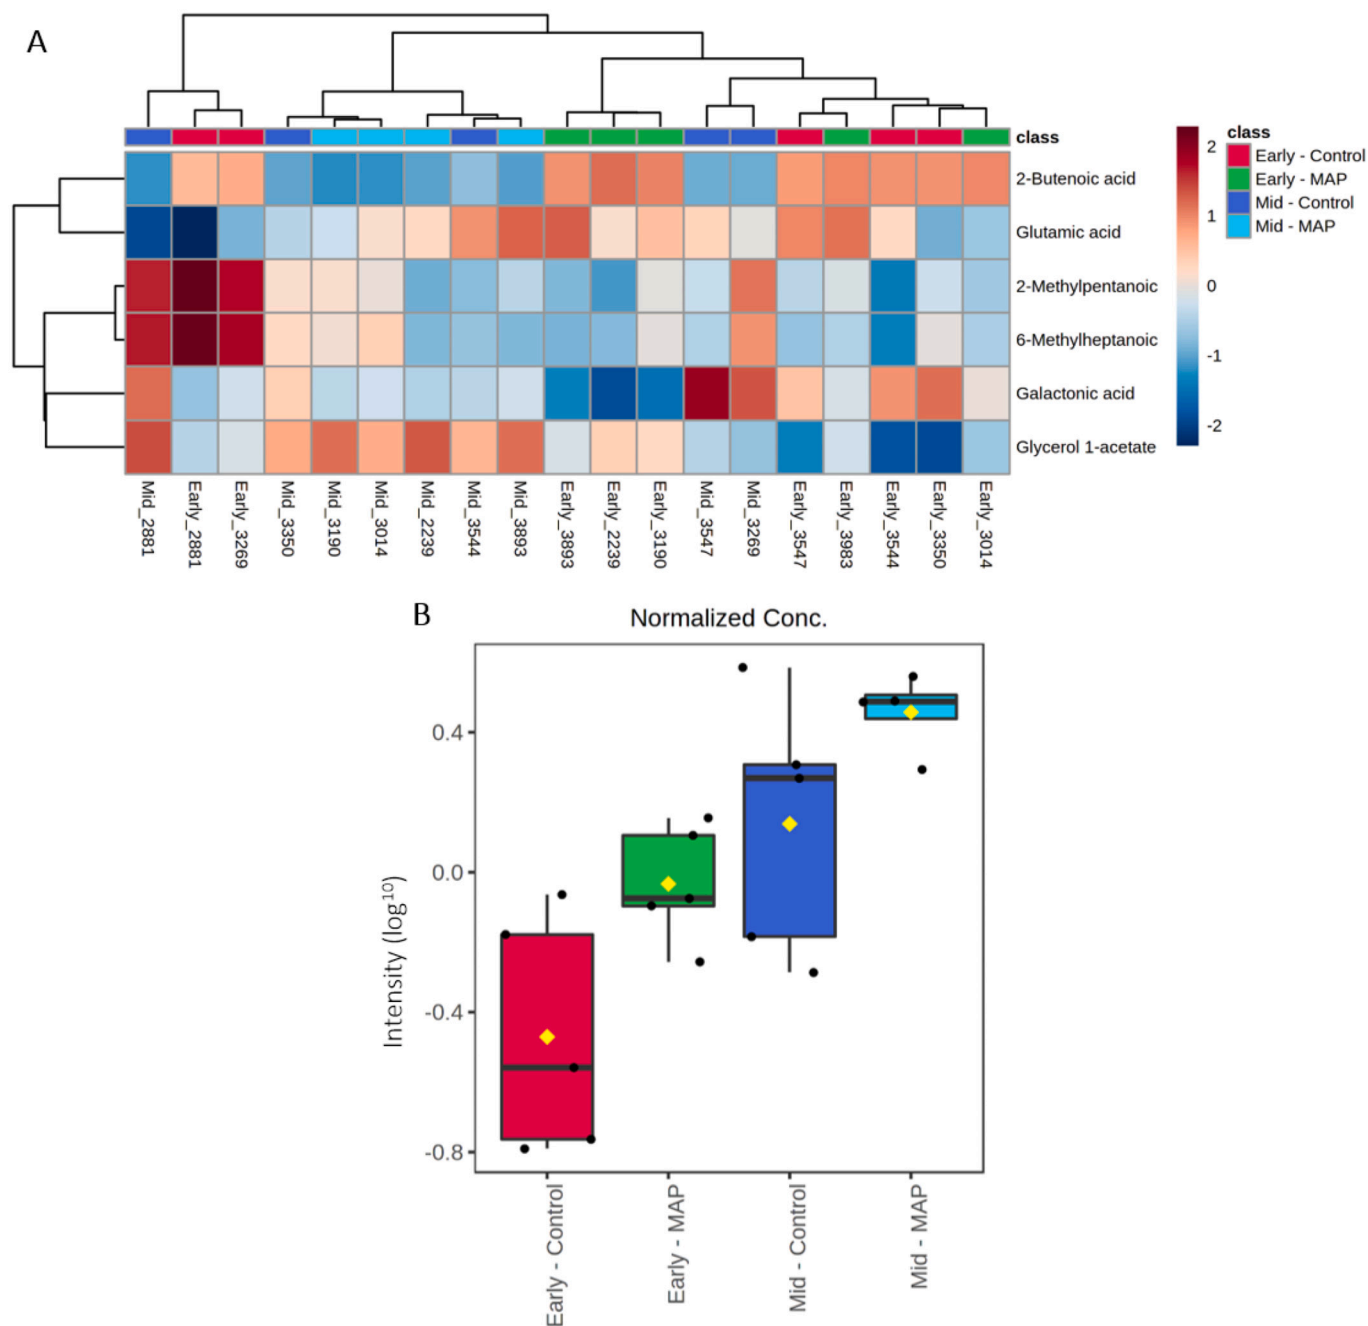 A
class
2-Butenoic acid
Glutamic acid
2-Methylpentanoic
6-Methylheptanoic
Galactonic acid
Glycerol 1-acetate
2
1
0
-1
-2
class
Early - Control
Early - MAP
Mid - Control
Mid - MAP
Mid_2881
Early_2881
Early_3269
Mid_3350
Mid_3190
Mid_3014
Mid_2239
Mid_3544
Mid_3893
Early_3893
Early_2239
Early_3190
Mid_3547
Mid_3269
Early_3547
Early_3983
Early_3544
Early_3350
Early_3014
B
Normalized Conc.
Intensity (log¹⁰)
0.4
0.0
-0.4
-0.8
Early - Control
Early - MAP
Mid - Control
Mid - MAP